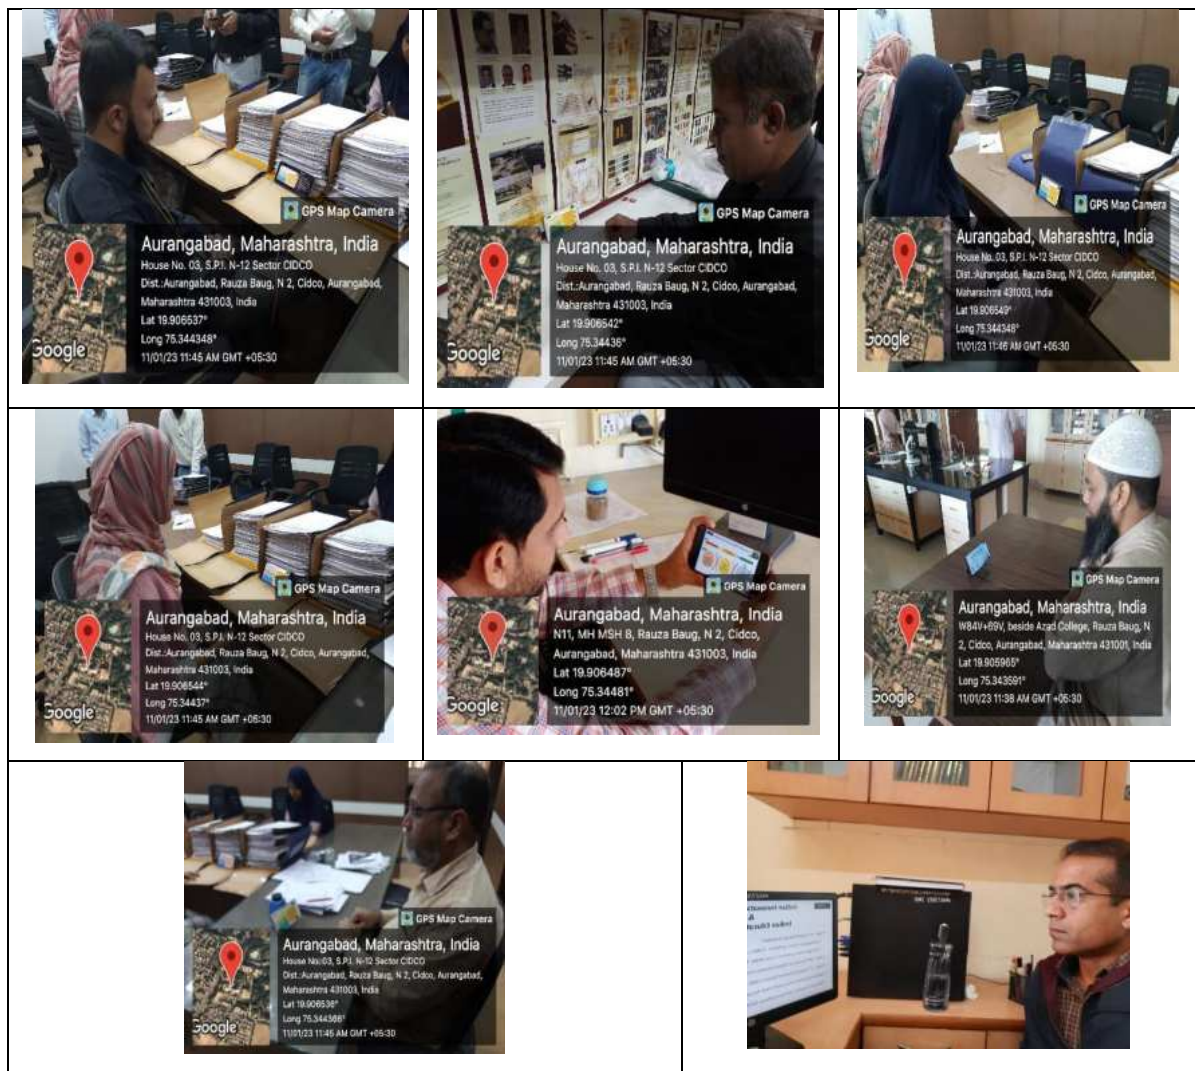 GPS Map Camera
Aurangabad, Maharashtra, India
House No. 03, S.P.I. N-12 Sector CIDCO
Dist.:Aurangabad, Rauza Baug, N 2, Cidco, Aurangabad,
Maharashtra 431003, India
Lat 19.906537°
Long 75.344348°
11/01/23 11:45 AM GMT +05:30
Google
GPS Map Camera
Aurangabad, Maharashtra, India
House No. 03, S.P.I. N-12 Sector CIDCO
Dist.:Aurangabad, Rauza Baug, N 2, Cidco, Aurangabad,
Maharashtra 431003, India
Lat 19.906542°
Long 75.34436°
11/01/23 11:45 AM GMT +05:30
Google
GPS Map Camera
Aurangabad, Maharashtra, India
House No. 03, S.P.I. N-12 Sector CIDCO
Dist.:Aurangabad, Rauza Baug, N 2, Cidco, Aurangabad,
Maharashtra 431003, India
Lat 19.906549°
Long 75.344348°
11/01/23 11:46 AM GMT +05:30
Google
GPS Map Camera
Aurangabad, Maharashtra, India
House No. 03, S.P.I. N-12 Sector CIDCO
Dist.:Aurangabad, Rauza Baug, N 2, Cidco, Aurangabad,
Maharashtra 431003, India
Lat 19.906544°
Long 75.34437°
11/01/23 11:45 AM GMT +05:30
Google
GPS Map Camera
Aurangabad, Maharashtra, India
N11, MH MSH 8, Rauza Baug, N 2, Cidco,
Aurangabad, Maharashtra 431003, India
Lat 19.906487°
Long 75.34481°
11/01/23 12:02 PM GMT +05:30
Google
GPS Map Camera
Aurangabad, Maharashtra, India
W84V+69V, beside Azad College, Rauza Baug, N
2, Cidco, Aurangabad, Maharashtra 431001, India
Lat 19.905965°
Long 75.343591°
11/01/23 11:38 AM GMT +05:30
Google
GPS Map Camera
Aurangabad, Maharashtra, India
House No. 03, S.P.I. N-12 Sector CIDCO
Dist.:Aurangabad, Rauza Baug, N 2, Cidco, Aurangabad,
Maharashtra 431003, India
Lat 19.906536°
Long 75.344366°
11/01/23 11:45 AM GMT +05:30
Google
Indian Innovati
Indian Educa